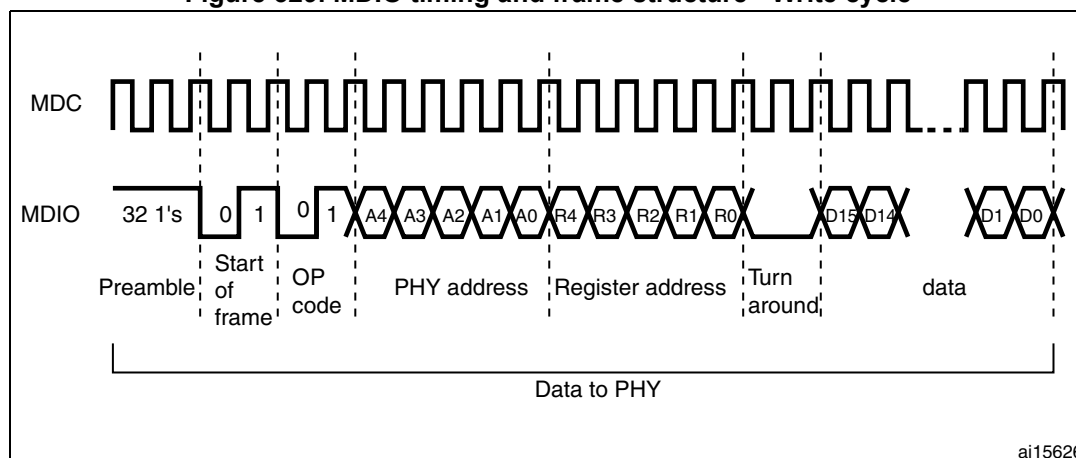 Figure MDIO timing and frame structure - Write cycle
MDC
MDIO
32 1's 0 1 0 1 A4 A3 A2 A1 A0 R4 R3 R2 R1 R0 D15 D14 D1 D0
Preamble
Start
of
frame
OP
code
PHY address
Register address
Turn
around
data
Data to PHY
ai15626